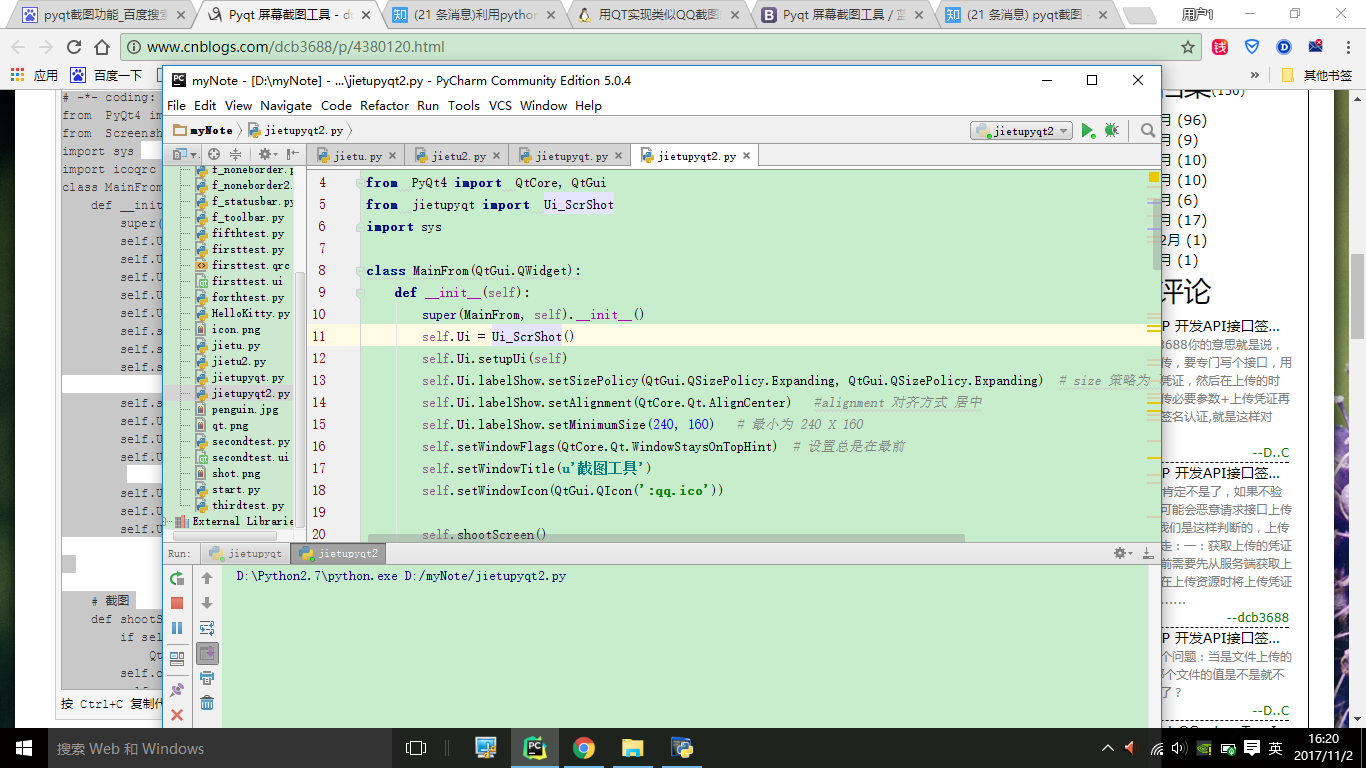 pyqt截图功能_百度搜索
Pyqt 屏幕截图工具 - d
(21 条消息)利用python
用QT实现类似QQ截图
Pyqt 屏幕截图工具 / 蓝
(21 条消息) pyqt截图
用户1
www.cnblogs.com/dcb3688/p/4380120.html
应用
百度一下
»
其他书签
myNote - [D:\myNote] - ...\jietupyqt2.py - PyCharm Community Edition 5.0.4
File Edit View Navigate Code Refactor Run Tools VCS Window Help
myNote
jietupyqt2.py
jietupyqt2
jietu.py
jietu2.py
jietupyqt.py
jietupyqt2.py
# -*- coding:
from PyQt4 im
from Screensh
import sys
import icoqrc
class MainFrom
def __init
super(
self.U
self.U
self.U
self.U
self.U
self.s
self.s
self.s
self.s
self.s
self.U
self.U
self.U
# 截图
def shootS
if sel
Qt
self.o
按 Ctrl+C 复制代
f_noneborder.p
f_noneborder2.
f_statusbar.py
f_toolbar.py
fifthtest.py
firsttest.py
firsttest.qrc
firsttest.ui
forthtest.py
HelloKitty.py
icon.png
jietu.py
jietu2.py
jietupyqt.py
jietupyqt2.py
penguin.jpg
qt.png
secondtest.py
secondtest.ui
shot.png
start.py
thirdtest.py
External Librarie
4 from PyQt4 import QtCore, QtGui
5 from jietupyqt import Ui_ScrShot
6 import sys
7
8 class MainFrom(QtGui.QWidget):
9 def __init__(self):
10 super(MainFrom, self).__init__()
11 self.Ui = Ui_ScrShot()
12 self.Ui.setupUi(self)
13 self.Ui.labelShow.setSizePolicy(QtGui.QSizePolicy.Expanding, QtGui.QSizePolicy.Expanding) # size 策略为
14 self.Ui.labelShow.setAlignment(QtCore.Qt.AlignCenter) #alignment 对齐方式 居中
15 self.Ui.labelShow.setMinimumSize(240, 160) # 最小为 240 X 160
16 self.setWindowFlags(QtCore.Qt.WindowStaysOnTopHint) # 设置总是在最前
17 self.setWindowTitle(u'截图工具')
18 self.setWindowIcon(QtGui.QIcon(':qq.ico'))
19
20 self.shootScreen()
Run:
jietupyqt
jietupyqt2
D:\Python2.7\python.exe D:/myNote/jietupyqt2.py
(150)
月 (96)
月 (9)
月 (10)
月 (10)
月 (6)
月 (17)
2月 (1)
月 (1)
评论
P 开发API接口签...
3688你的意思就是说，
传，要专门写个接口，用
凭证，然后在上传的时
传必要参数+上传凭证再
签名认证,就是这样对
--D..C
P 开发API接口签...
肯定不是了，如果不验
可能会恶意请求接口上传
我们是这样判断的，上传
走：一：获取上传的凭证
前需要先从服务端获取上
在上传资源时将上传凭证
......
--dcb3688
P 开发API接口签...
个问题：当是文件上传的
那个文件的值是不是就不
了？
--D..C
搜索 Web 和 Windows
英
16:20
2017/11/2